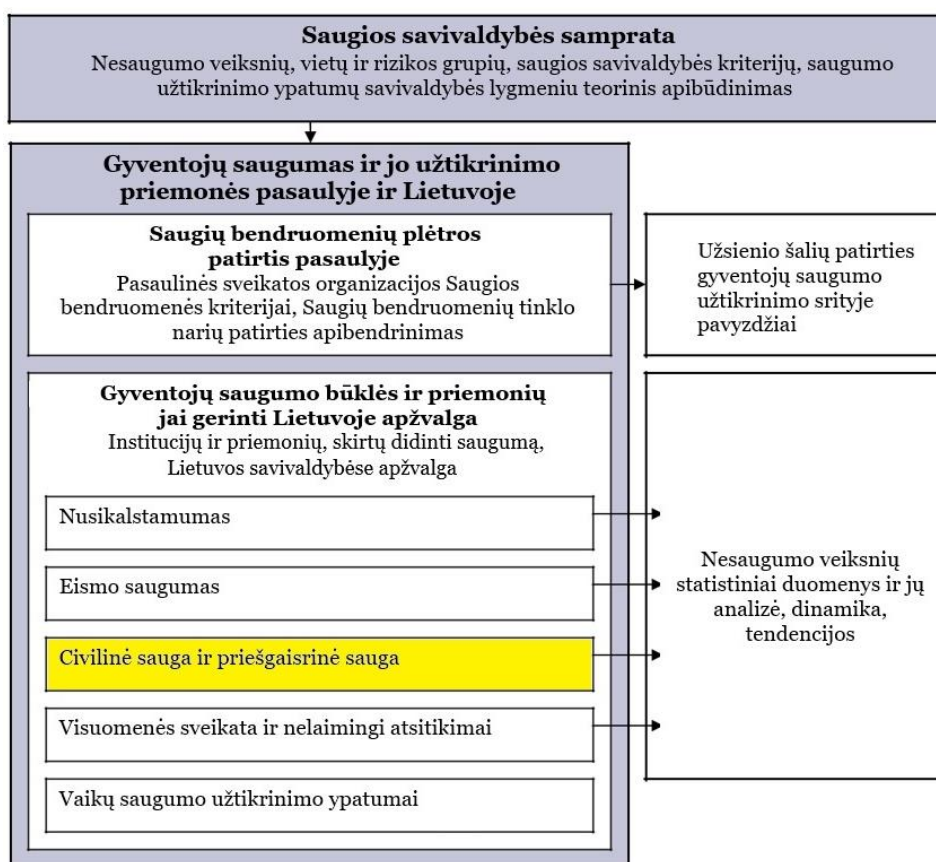 Saugios savivaldybės samprata
Nesaugumo veiksnių, vietų ir rizikos grupių, saugios savivaldybės kriterijų, saugumo
užtikrinimo ypatumų savivaldybės lygmeniu teorinis apibūdinimas
Gyventojų saugumas ir jo užtikrinimo
priemonės pasaulyje ir Lietuvoje
Saugių bendruomenių plėtros
patirtis pasaulyje
Pasaulinės sveikatos organizacijos Saugios
bendruomenės kriterijai, Saugių bendruomenių tinklo
narių patirties apibendrinimas
Užsienio šalių patirties
gyventojų saugumo
užtikrinimo srityje
pavyzdžiai
Gyventojų saugumo būklės ir priemonių
jai gerinti Lietuvoje apžvalga
Institucijų ir priemonių, skirtų didinti saugumą,
Lietuvos savivaldybėse apžvalga
Nusikalstamumas
Eismo saugumas
Civilinė sauga ir priešgaisrinė sauga
Visuomenės sveikata ir nelaimingi atsitikimai
Vaikų saugumo užtikrinimo ypatumai
Nesaugumo veiksnių
statistiniai duomenys ir jų
analizė, dinamika,
tendencijos